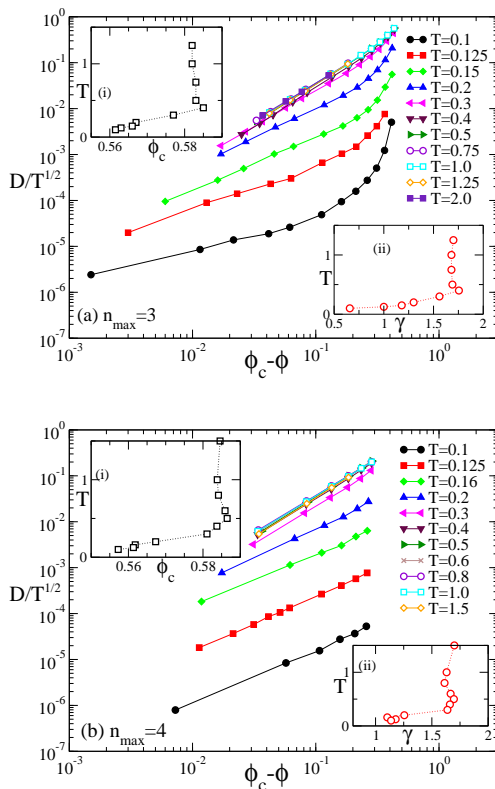 10^0
10^-1
10^-2
10^-3
10^-4
10^-5
10^-6
10^-7
D/T^1/2
(i)
T
1
0
0.56
0.58
ϕ_c
T=0.1
T=0.125
T=0.15
T=0.2
T=0.3
T=0.4
T=0.5
T=0.75
T=1.0
T=1.25
T=2.0
(ii)
T
1
0
0.5
1
1.5
2
γ
(a) n_max=3
10^-3
10^-2
10^-1
10^0
ϕ_c-ϕ
10^0
10^-1
10^-2
10^-3
10^-4
10^-5
10^-6
10^-7
D/T^1/2
(i)
T
1
0
0.56
0.58
ϕ_c
T=0.1
T=0.125
T=0.16
T=0.2
T=0.3
T=0.4
T=0.5
T=0.6
T=0.8
T=1.0
T=1.5
(ii)
T
1
0
1
1.5
2
γ
(b) n_max=4
10^-3
10^-2
10^-1
10^0
ϕ_c-ϕ